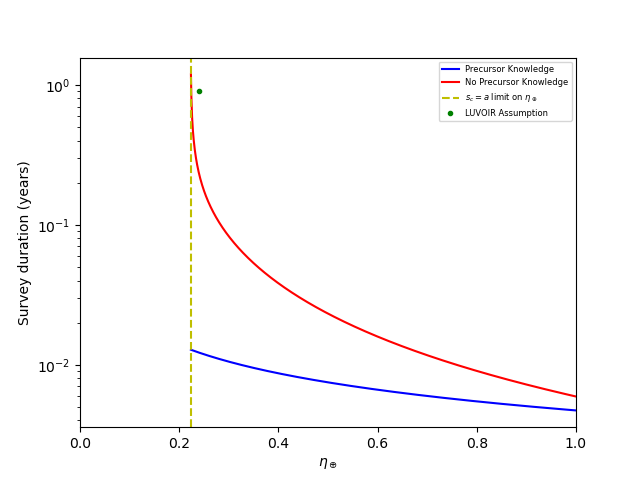 Precursor Knowledge
No Precursor Knowledge
s_c = a limit on η_⊕
LUVOIR Assumption
10^0
10^−1
10^−2
Survey duration (years)
0.0 0.2 0.4 0.6 0.8 1.0
η_⊕